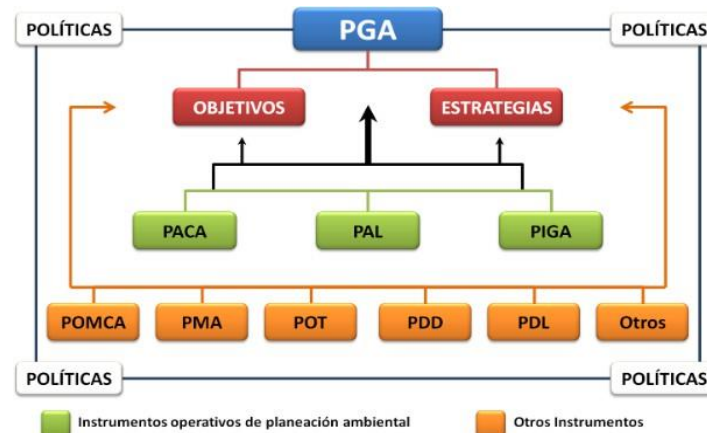 POLÍTICAS
PGA
POLÍTICAS
OBJETIVOS
ESTRATEGIAS
PACA
PAL
PIGA
POMCA
PMA
POT
PDD
PDL
Otros
POLÍTICAS
POLÍTICAS
Instrumentos operativos de planeación ambiental
Otros Instrumentos